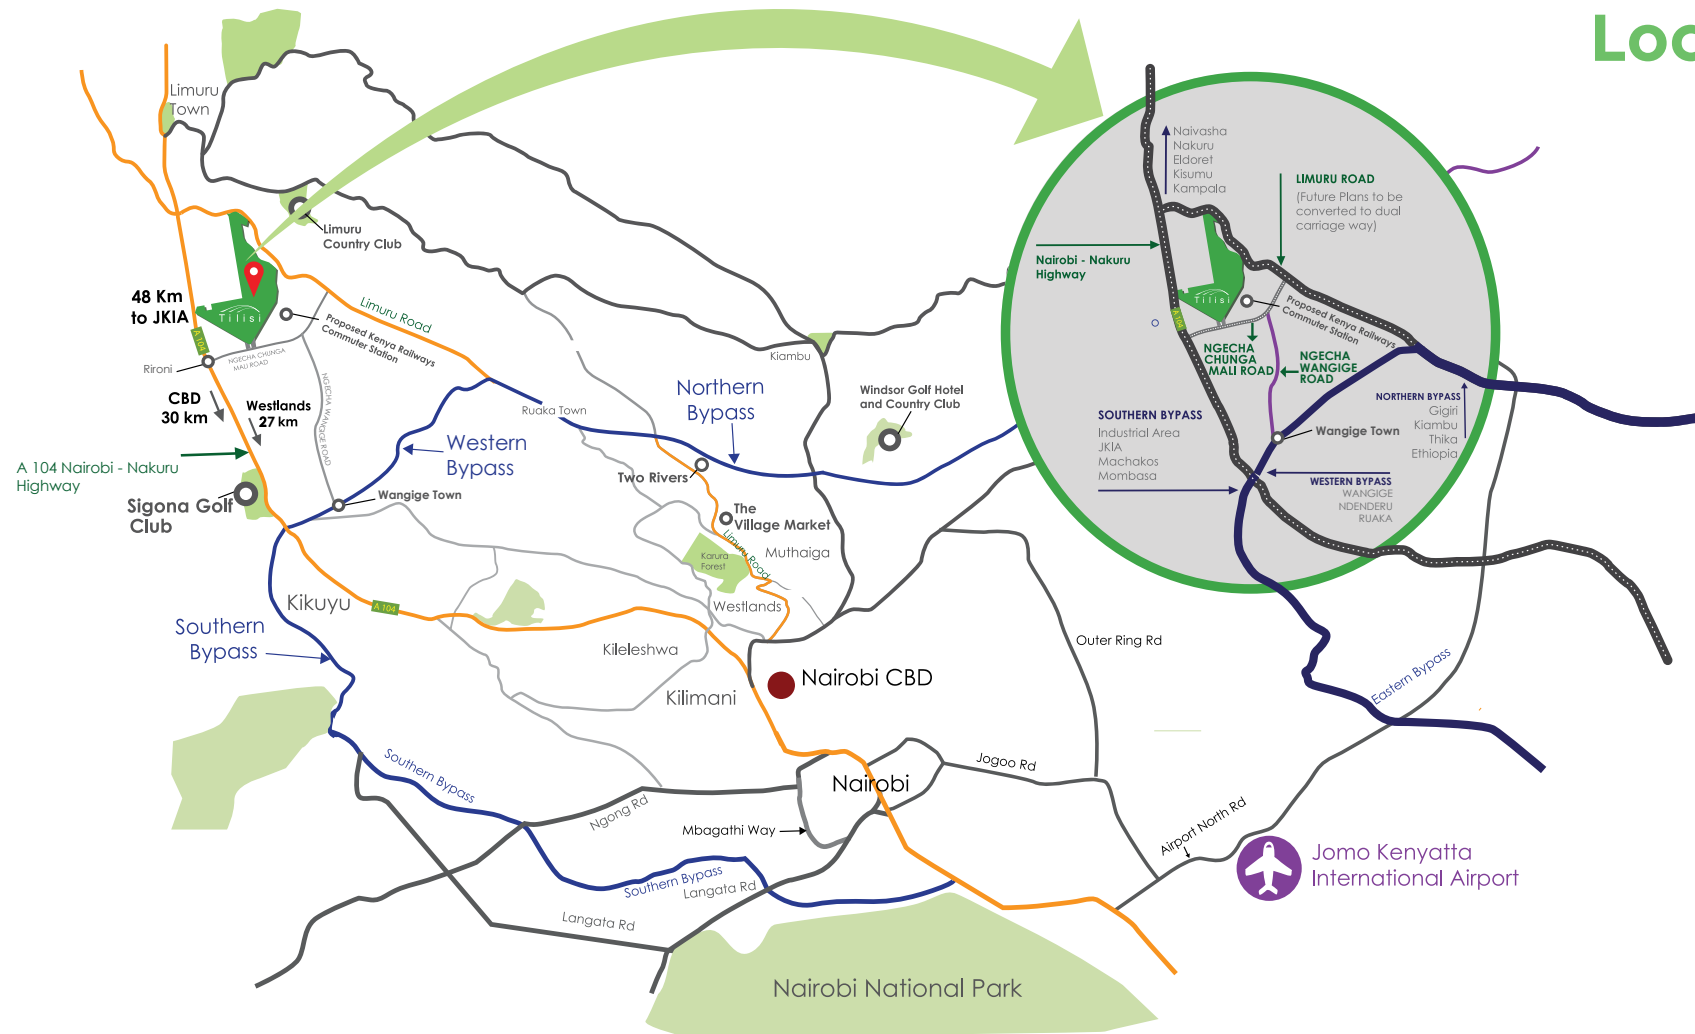 Loc
Limuru
Town
Limuru
Country Club
48 Km
to JKIA
Tilisi
Limuru Road
Proposed Kenya Railways
Commuter Station
A 104
NGECHA CHUNGA
MALI ROAD
Rironi
NGECHA WANGIGE ROAD
CBD
30 km
Westlands
27 km
A 104 Nairobi - Nakuru
Highway
Sigona Golf
Club
Western
Bypass
Wangige Town
Ruaka Town
Northern
Bypass
Kiambu
Windsor Golf Hotel
and Country Club
Two Rivers
The
Village Market
Limuru Road
Muthaiga
Karura
Forest
Westlands
Kikuyu
A 104
Southern
Bypass
Kileleshwa
Kilimani
Nairobi CBD
Outer Ring Rd
Eastern Bypass
Southern Bypass
Ngong Rd
Nairobi
Jogoo Rd
Mbagathi Way
Airport North Rd
Jomo Kenyatta
International Airport
Southern Bypass
Langata Rd
Langata Rd
Nairobi National Park
Naivasha
Nakuru
Eldoret
Kisumu
Kampala
LIMURU ROAD
(Future Plans to be
converted to dual
carriage way)
Nairobi - Nakuru
Highway
Tilisi
A 104
Proposed Kenya Railways
Commuter Station
NGECHA
CHUNGA
MALI ROAD
NGECHA
WANGIGE
ROAD
NORTHERN BYPASS
Gigiri
Kiambu
Thika
Ethiopia
SOUTHERN BYPASS
Industrial Area
JKIA
Machakos
Mombasa
Wangige Town
WESTERN BYPASS
WANGIGE
NDENDERU
RUAKA